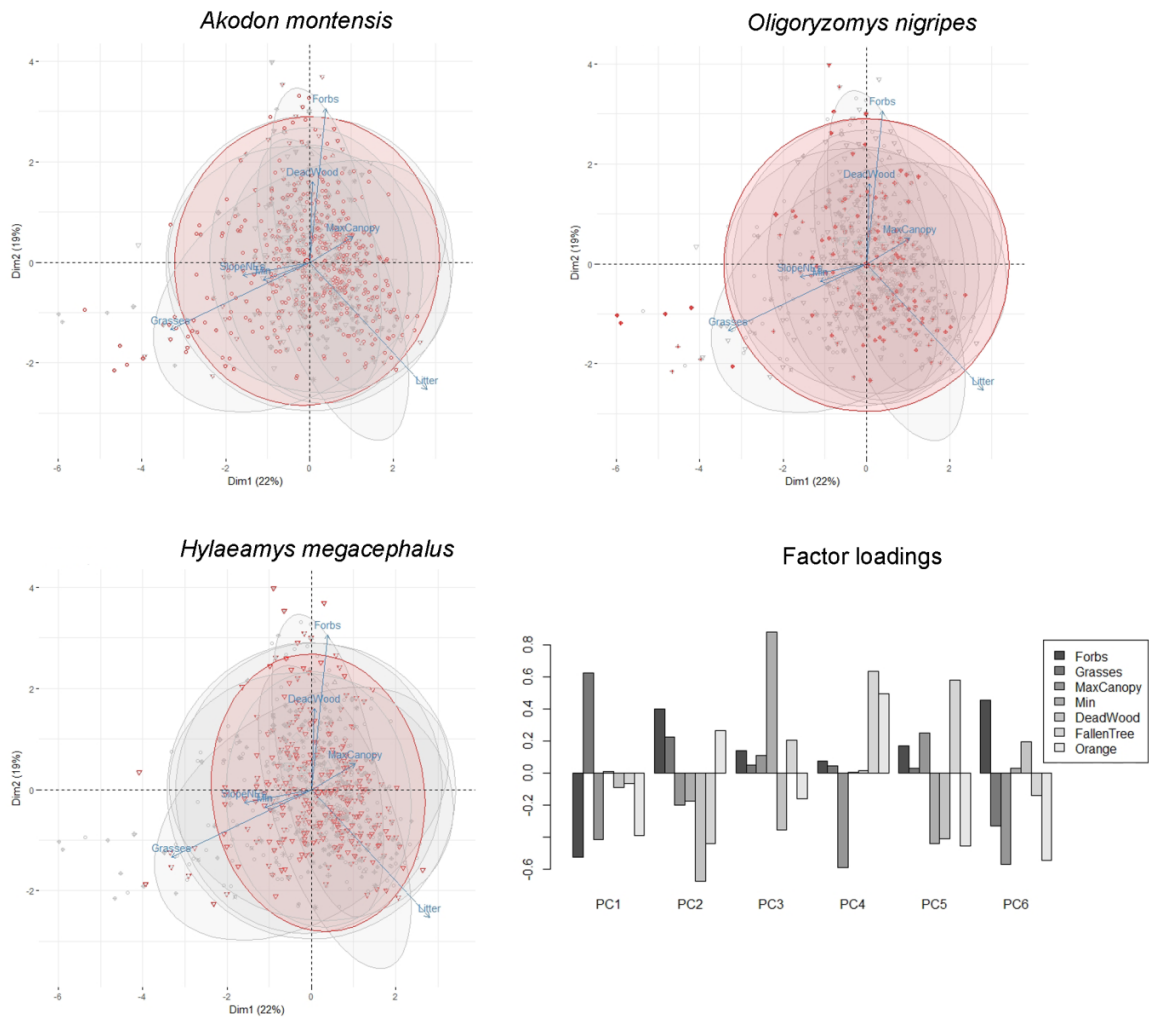 Akodon montensis
4
2
0
-2
-6
-4
-2
0
2
Dim2 (19%)
Dim1 (22%)
Forbs
DeadWood
MaxCanopy
Min
Grasses
Litter
Oligoryzomys nigripes
4
2
0
-2
-6
-4
-2
0
2
Dim2 (19%)
Dim1 (22%)
Forbs
DeadWood
MaxCanopy
Min
Grasses
Litter
Hylaeamys megacephalus
4
2
0
-2
-6
-4
-2
0
2
Dim2 (19%)
Dim1 (22%)
Forbs
DeadWood
MaxCanopy
Min
Grasses
Litter
Factor loadings
0.8
0.6
0.4
0.2
0.0
-0.2
-0.6
PC1
PC2
PC3
PC4
PC5
PC6
Forbs
Grasses
MaxCanopy
Min
DeadWood
FallenTree
Orange